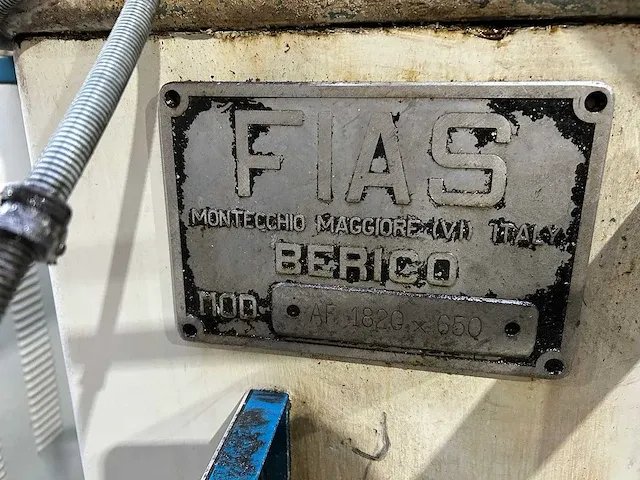 FIAS
MONTECCHIO MAGGIORE (VI) ITALY
BERICO
MOD. AF 1820 x 650